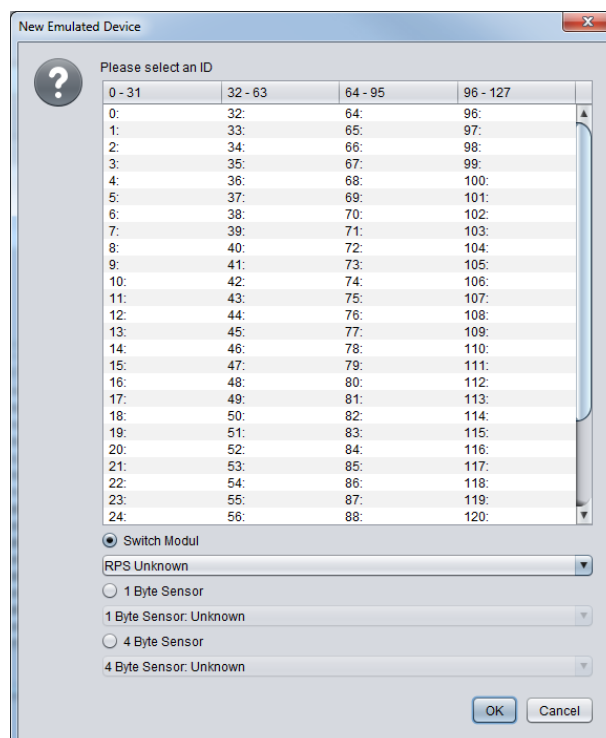 New Emulated Device
Please select an ID
0 - 31 32 - 63 64 - 95 96 - 127
0: 32: 64: 96:
1: 33: 65: 97:
2: 34: 66: 98:
3: 35: 67: 99:
4: 36: 68: 100:
5: 37: 69: 101:
6: 38: 70: 102:
7: 39: 71: 103:
8: 40: 72: 104:
9: 41: 73: 105:
10: 42: 74: 106:
11: 43: 75: 107:
12: 44: 76: 108:
13: 45: 77: 109:
14: 46: 78: 110:
15: 47: 79: 111:
16: 48: 80: 112:
17: 49: 81: 113:
18: 50: 82: 114:
19: 51: 83: 115:
20: 52: 84: 116:
21: 53: 85: 117:
22: 54: 86: 118:
23: 55: 87: 119:
24: 56: 88: 120:
Switch Modul
RPS Unknown
1 Byte Sensor
1 Byte Sensor: Unknown
4 Byte Sensor
4 Byte Sensor: Unknown
OK Cancel